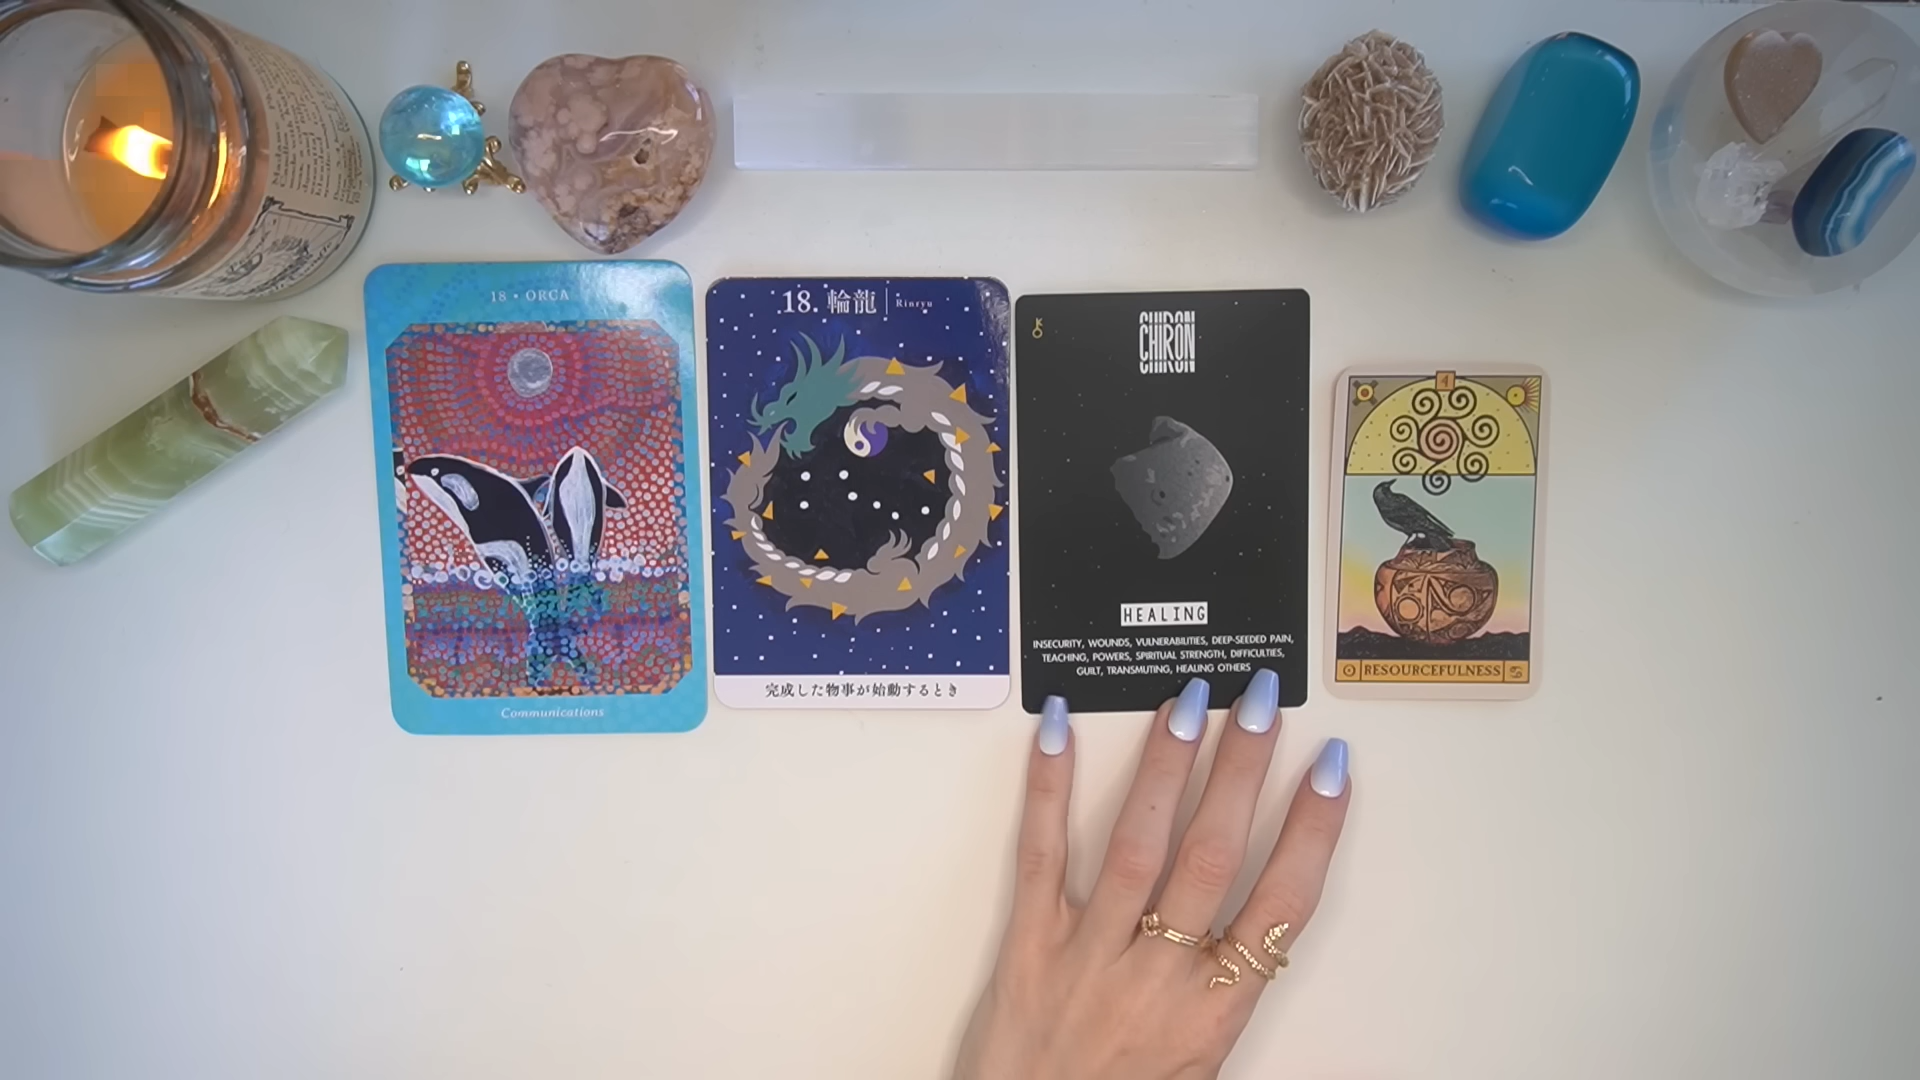 18 • ORCA
Communications
18. 輪龍 | Rinryu
完成した物事が始動するとき
CHIRON
HEALING
INSECURITY, WOUNDS, VULNERABILITIES, DEEP-SEEDED PAIN,
TEACHING, POWERS, SPIRITUAL STRENGTH, DIFFICULTIES,
GUILT, TRANSMUTING, HEALING OTHERS
4
RESOURCEFULNESS